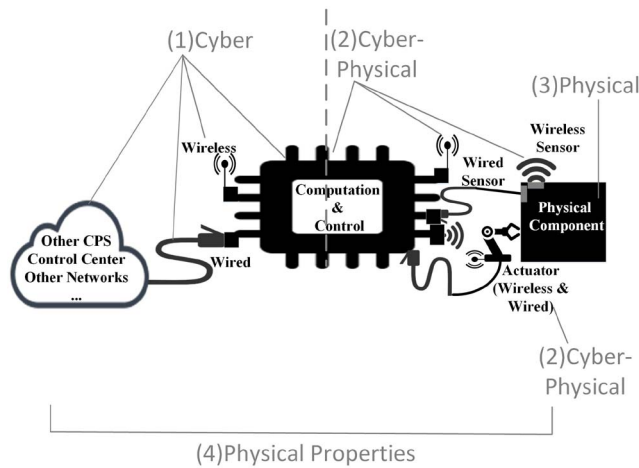 (1)Cyber
(2)Cyber-
Physical
(3)Physical
Wireless
Sensor
Wireless
Wired
Sensor
Computation
&
Control
Physical
Component
Other CPS
Control Center
Other Networks
...
Wired
Actuator
(Wireless &
Wired)
(2)Cyber-
Physical
(4)Physical Properties